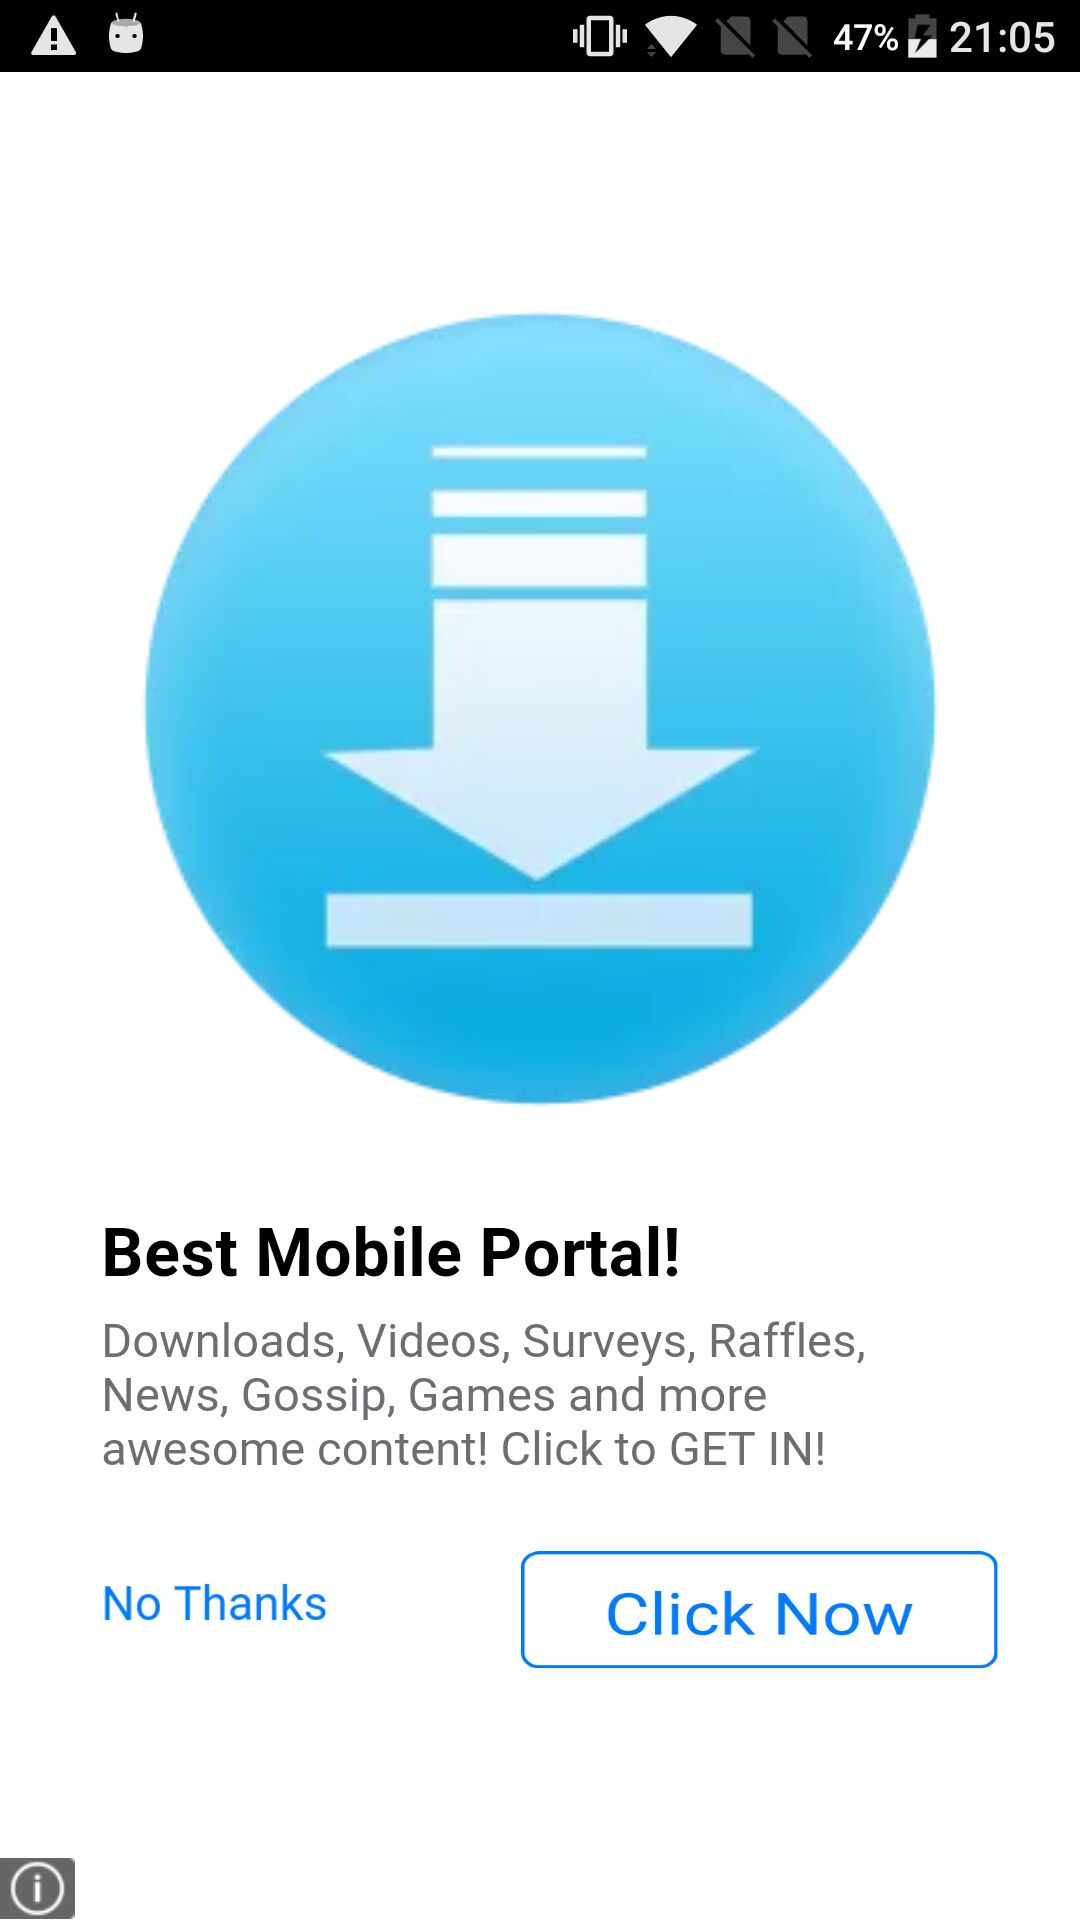 47% 21:05
Best Mobile Portal!
Downloads, Videos, Surveys, Raffles,
News, Gossip, Games and more
awesome content! Click to GET IN!
No Thanks
Click Now